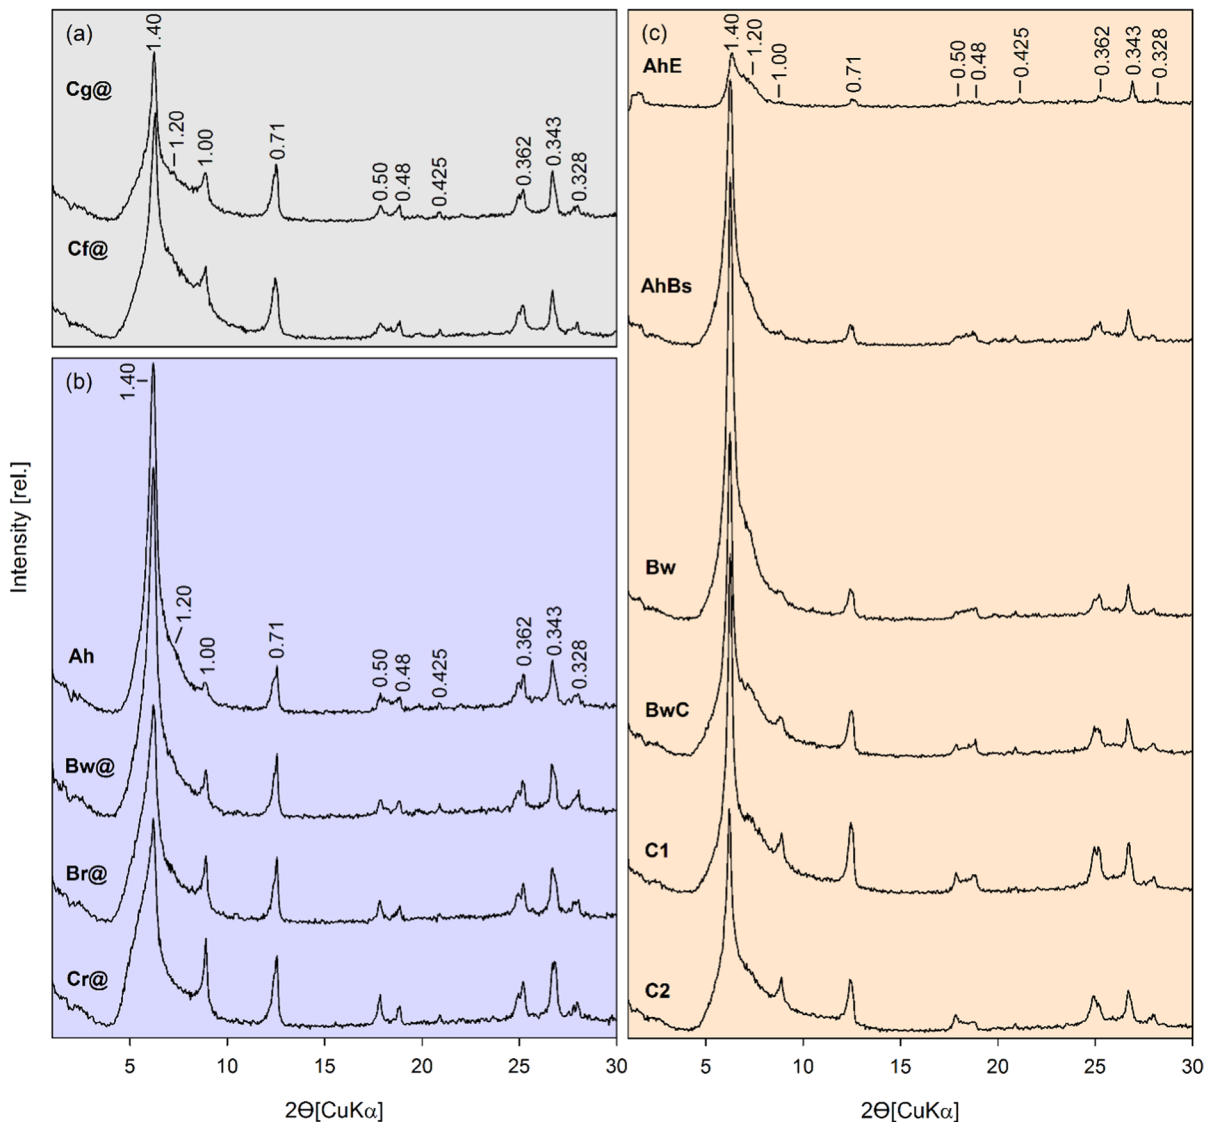 (a)
1.40
Cg@
1.20
1.00
0.71
0.50
0.48
0.425
0.362
0.343
0.328
Cf@
(b)
1.40
1.20
Ah
1.00
0.71
0.50
0.48
0.425
0.362
0.343
0.328
Bw@
Br@
Cr@
5 10 15 20 25 30
2Θ[CuKα]
Intensity [rel.]
(c)
AhE
1.40
1.20
1.00
0.71
0.50
0.48
0.425
0.362
0.343
0.328
AhBs
Bw
BwC
C1
C2
5 10 15 20 25 30
2Θ[CuKα]